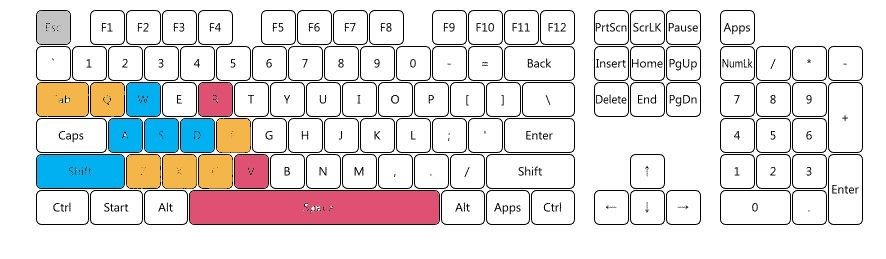 Esc F1 F2 F3 F4 F5 F6 F7 F8 F9 F10 F11 F12 PrtScn ScrLK Pause Apps
` 1 2 3 4 5 6 7 8 9 0 - = Back Insert Home PgUp NumLk / * -
Tab Q W E R T Y U I O P [ ] \ Delete End PgDn 7 8 9 +
Caps A S D F G H J K L ; ' Enter 4 5 6
Shift Z X C V B N M , . / Shift ↑ 1 2 3 Enter
Ctrl Start Alt Space Alt Apps Ctrl ← ↓ → 0 .